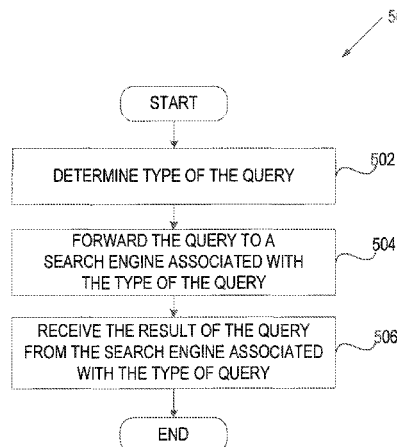 5
START
DETERMINE TYPE OF THE QUERY
502
FORWARD THE QUERY TO A
SEARCH ENGINE ASSOCIATED WITH
THE TYPE OF THE QUERY
504
RECEIVE THE RESULT OF THE QUERY
FROM THE SEARCH ENGINE ASSOCIATED
WITH THE TYPE OF QUERY
506
END